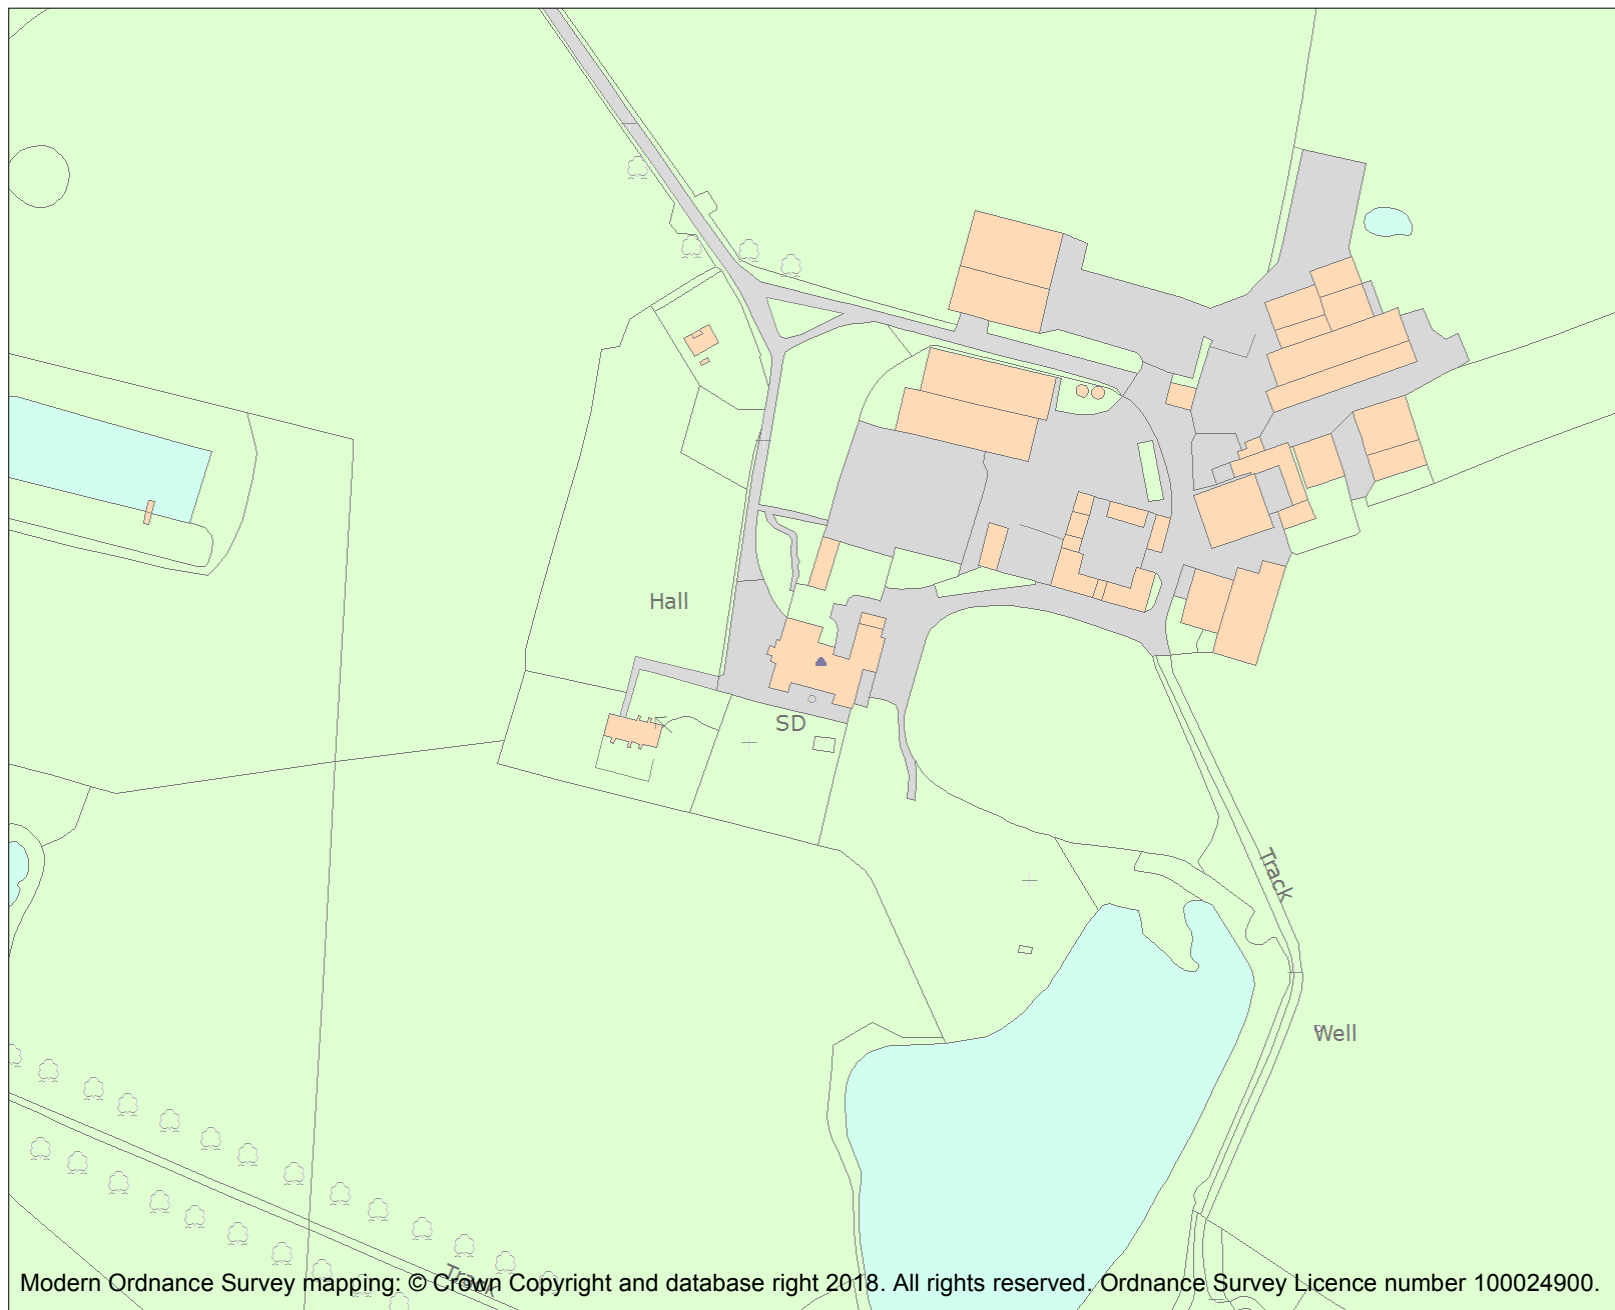 Hall
SD
Track
Well
Track
Modern Ordnance Survey mapping: © Crown Copyright and database right 2018. All rights reserved. Ordnance Survey Licence number 100024900.